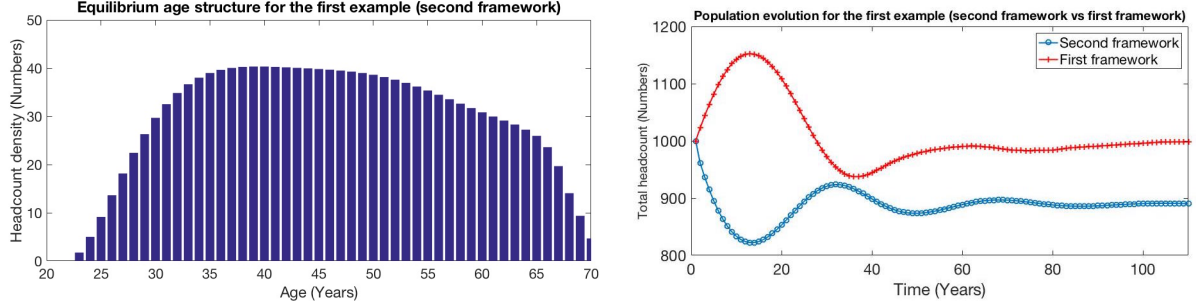 Equilibrium age structure for the first example (second framework)
Headcount density (Numbers)
50
40
30
20
10
0
20 25 30 35 40 45 50 55 60 65 70
Age (Years)
Population evolution for the first example (second framework vs first framework)
Total headcount (Numbers)
1200
1100
1000
900
800
Second framework
First framework
0 20 40 60 80 100
Time (Years)